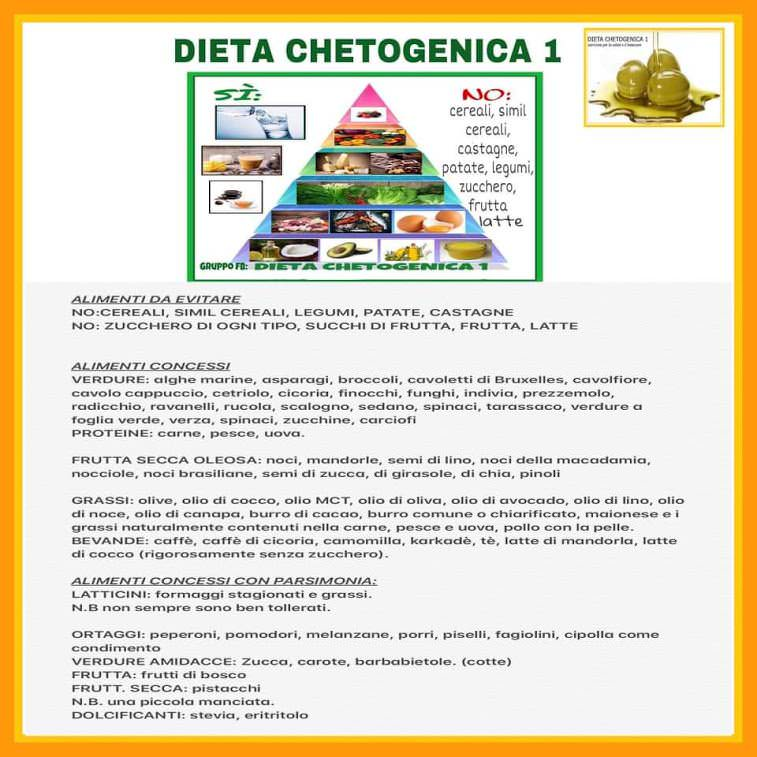 DIETA CHETOGENICA 1
DIETA CHETOGENICA 1
SÌ:
NO:
cereali, simil
cereali,
castagne,
patate, legumi,
zucchero,
frutta
latte
GRUPPO FB: DIETA CHETOGENICA 1
ALIMENTI DA EVITARE
NO:CEREALI, SIMIL CEREALI, LEGUMI, PATATE, CASTAGNE
NO: ZUCCHERO DI OGNI TIPO, SUCCHI DI FRUTTA, FRUTTA, LATTE
ALIMENTI CONCESSI
VERDURE: alghe marine, asparagi, broccoli, cavoletti di Bruxelles, cavolfiore,
cavolo cappuccio, cetriolo, cicoria, finocchi, funghi, indivia, prezzemolo,
radicchio, ravanelli, rucola, scalogno, sedano, spinaci, tarassaco, verdure a
foglia verde, verza, spinaci, zucchine, carciofi
PROTEINE: carne, pesce, uova.
FRUTTA SECCA OLEOSA: noci, mandorle, semi di lino, noci della macadamia,
nocciole, noci brasiliane, semi di zucca, di girasole, di chia, pinoli
GRASSI: olive, olio di cocco, olio MCT, olio di oliva, olio di avocado, olio di lino, olio
di noce, olio di canapa, burro di cacao, burro comune o chiarificato, maionese e i
grassi naturalmente contenuti nella carne, pesce e uova, pollo con la pelle.
BEVANDE: caffè, caffè di cicoria, camomilla, karkadè, tè, latte di mandorla, latte
di cocco (rigorosamente senza zucchero).
ALIMENTI CONCESSI CON PARSIMONIA:
LATTICINI: formaggi stagionati e grassi.
N.B non sempre sono ben tollerati.
ORTAGGI: peperoni, pomodori, melanzane, porri, piselli, fagiolini, cipolla come
condimento
VERDURE AMIDACCE: Zucca, carote, barbabietole. (cotte)
FRUTTA: frutti di bosco
FRUTT. SECCA: pistacchi
N.B. una piccola manciata.
DOLCIFICANTI: stevia, eritritolo